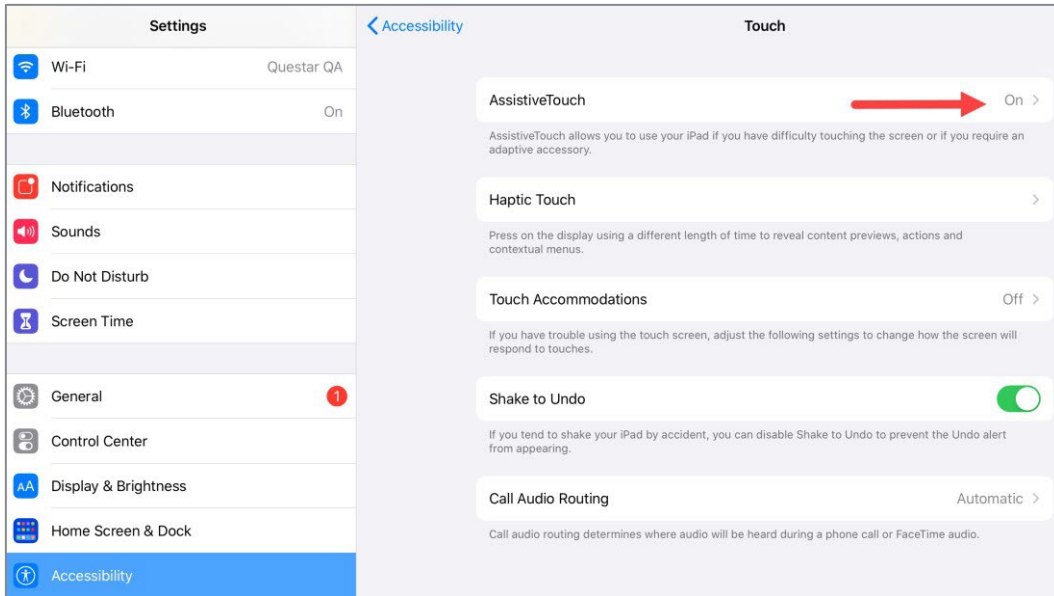 Settings
Wi-Fi Questar QA
Bluetooth On
Notifications
Sounds
Do Not Disturb
Screen Time
General 1
Control Center
AA Display & Brightness
Home Screen & Dock
Accessibility
Accessibility Touch
AssistiveTouch On
AssistiveTouch allows you to use your iPad if you have difficulty touching the screen or if you require an
adaptive accessory.
Haptic Touch
Press on the display using a different length of time to reveal content previews, actions and
contextual menus.
Touch Accommodations Off
If you have trouble using the touch screen, adjust the following settings to change how the screen will
respond to touches.
Shake to Undo
If you tend to shake your iPad by accident, you can disable Shake to Undo to prevent the Undo alert
from appearing.
Call Audio Routing Automatic
Call audio routing determines where audio will be heard during a phone call or FaceTime audio.